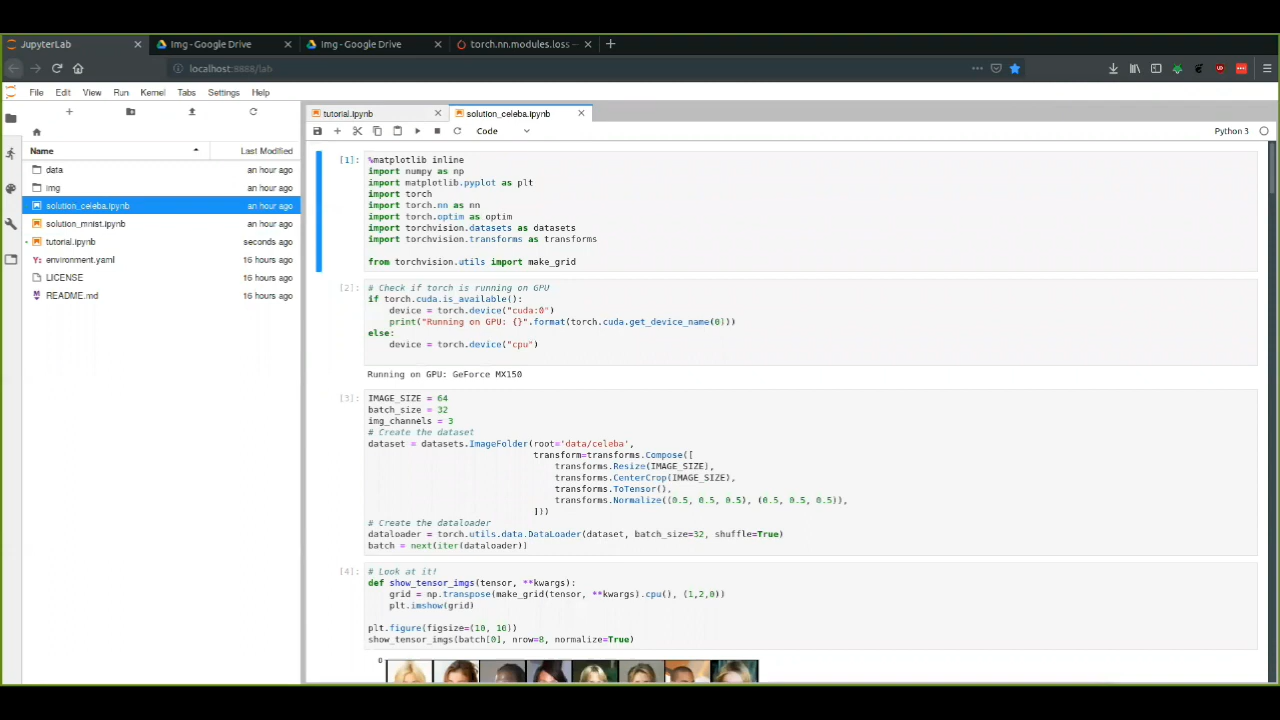 JupyterLab
Img - Google Drive
Img - Google Drive
torch.nn.modules.loss —
localhost:8888/lab
File Edit View Run Kernel Tabs Settings Help
Name Last Modified
data an hour ago
img an hour ago
solution_celeba.ipynb an hour ago
solution_mnist.ipynb an hour ago
tutorial.ipynb seconds ago
environment.yaml 16 hours ago
LICENSE 16 hours ago
README.md 16 hours ago
tutorial.ipynb
solution_celeba.ipynb
Code
Python 3
[1]:
%matplotlib inline
import numpy as np
import matplotlib.pyplot as plt
import torch
import torch.nn as nn
import torch.optim as optim
import torchvision.datasets as datasets
import torchvision.transforms as transforms
from torchvision.utils import make_grid
[2]:
# Check if torch is running on GPU
if torch.cuda.is_available():
device = torch.device("cuda:0")
print("Running on GPU: {}".format(torch.cuda.get_device_name(0)))
else:
device = torch.device("cpu")
Running on GPU: GeForce MX150
[3]:
IMAGE_SIZE = 64
batch_size = 32
img_channels = 3
# Create the dataset
dataset = datasets.ImageFolder(root='data/celeba',
transform=transforms.Compose([
transforms.Resize(IMAGE_SIZE),
transforms.CenterCrop(IMAGE_SIZE),
transforms.ToTensor(),
transforms.Normalize((0.5, 0.5, 0.5), (0.5, 0.5, 0.5)),
]))
# Create the dataloader
dataloader = torch.utils.data.DataLoader(dataset, batch_size=32, shuffle=True)
batch = next(iter(dataloader))
[4]:
# Look at it!
def show_tensor_imgs(tensor, **kwargs):
grid = np.transpose(make_grid(tensor, **kwargs).cpu(), (1,2,0))
plt.imshow(grid)
plt.figure(figsize=(10, 10))
show_tensor_imgs(batch[0], nrow=8, normalize=True)
0